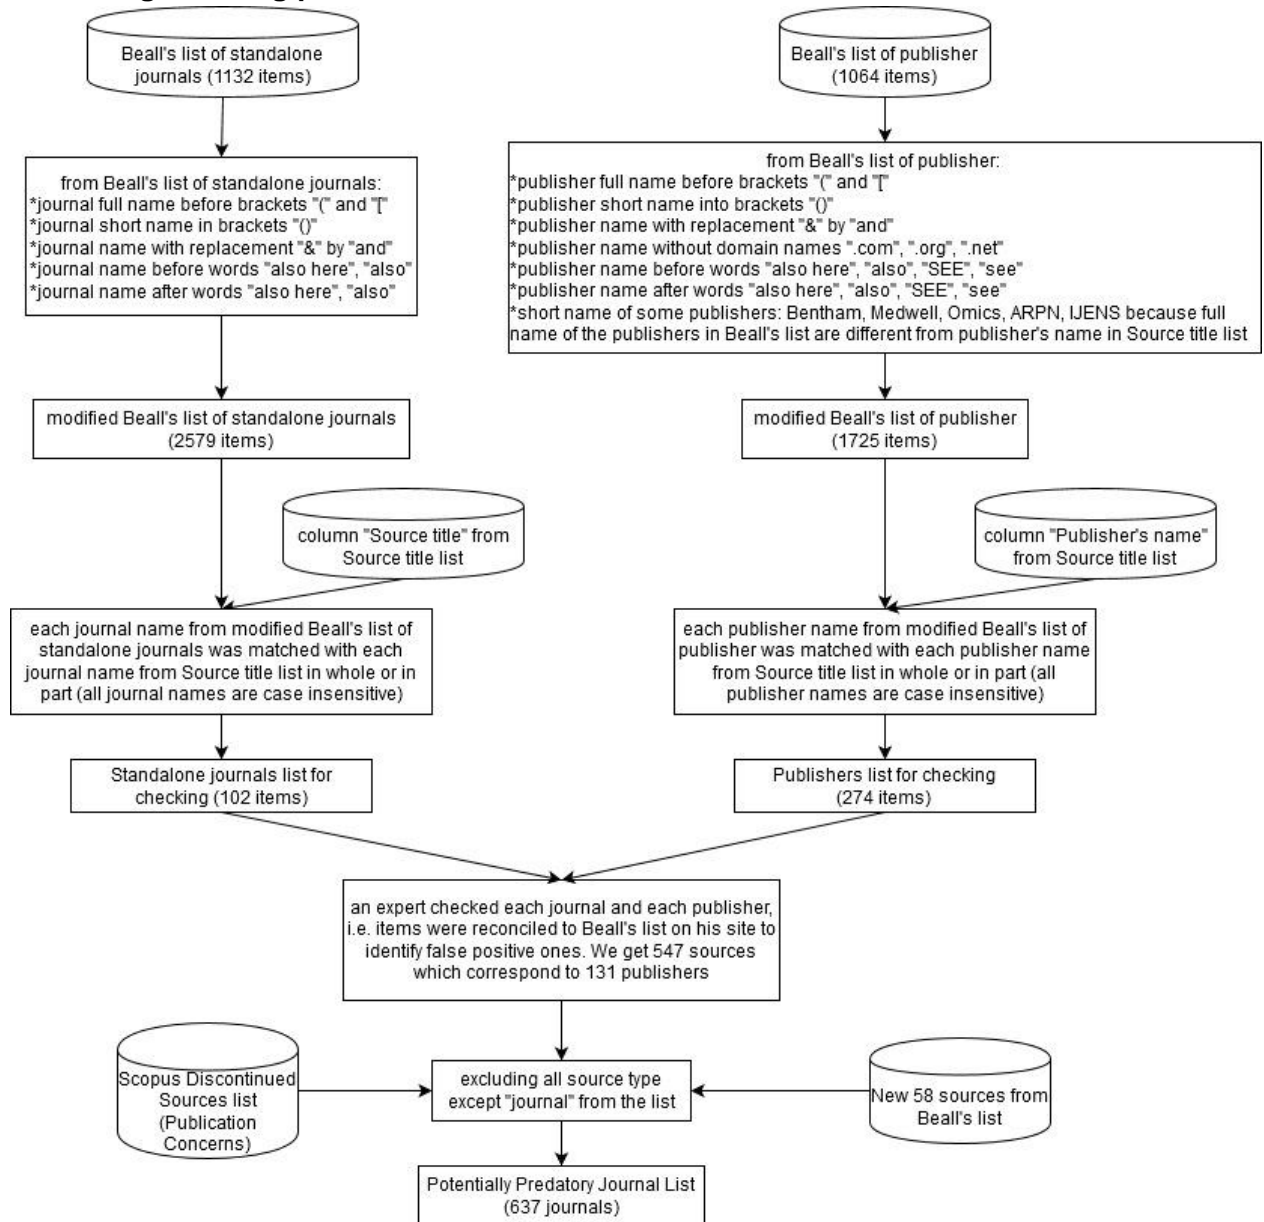 Beall's list of standalone
journals (1132 items)
Beall's list of publisher
(1064 items)
from Beall's list of standalone journals:
*journal full name before brackets "(" and "["
*journal short name in brackets "()"
*journal name with replacement "&" by "and"
*journal name before words "also here", "also"
*journal name after words "also here", "also"
from Beall's list of publisher:
*publisher full name before brackets "(" and "["
*publisher short name into brackets "()"
*publisher name with replacement "&" by "and"
*publisher name without domain names ".com", ".org", ".net"
*publisher name before words "also here", "also", "SEE", "see"
*publisher name after words "also here", "also", "SEE", "see"
*short name of some publishers: Bentham, Medwell, Omics, ARPN, IJENS because full
name of the publishers in Beall's list are different from publisher's name in Source title list
modified Beall's list of standalone journals
(2579 items)
modified Beall's list of publisher
(1725 items)
column "Source title" from
Source title list
column "Publisher's name"
from Source title list
each journal name from modified Beall's list of
standalone journals was matched with each
journal name from Source title list in whole or in
part (all journal names are case insensitive)
each publisher name from modified Beall's list of
publisher was matched with each publisher name
from Source title list in whole or in part (all
publisher names are case insensitive)
Standalone journals list for
checking (102 items)
Publishers list for checking
(274 items)
an expert checked each journal and each publisher,
i.e. items were reconciled to Beall's list on his site to
identify false positive ones. We get 547 sources
which correspond to 131 publishers
Scopus Discontinued
Sources list
(Publication
Concerns)
excluding all source type
except "journal" from the list
New 58 sources from
Beall's list
Potentially Predatory Journal List
(637 journals)